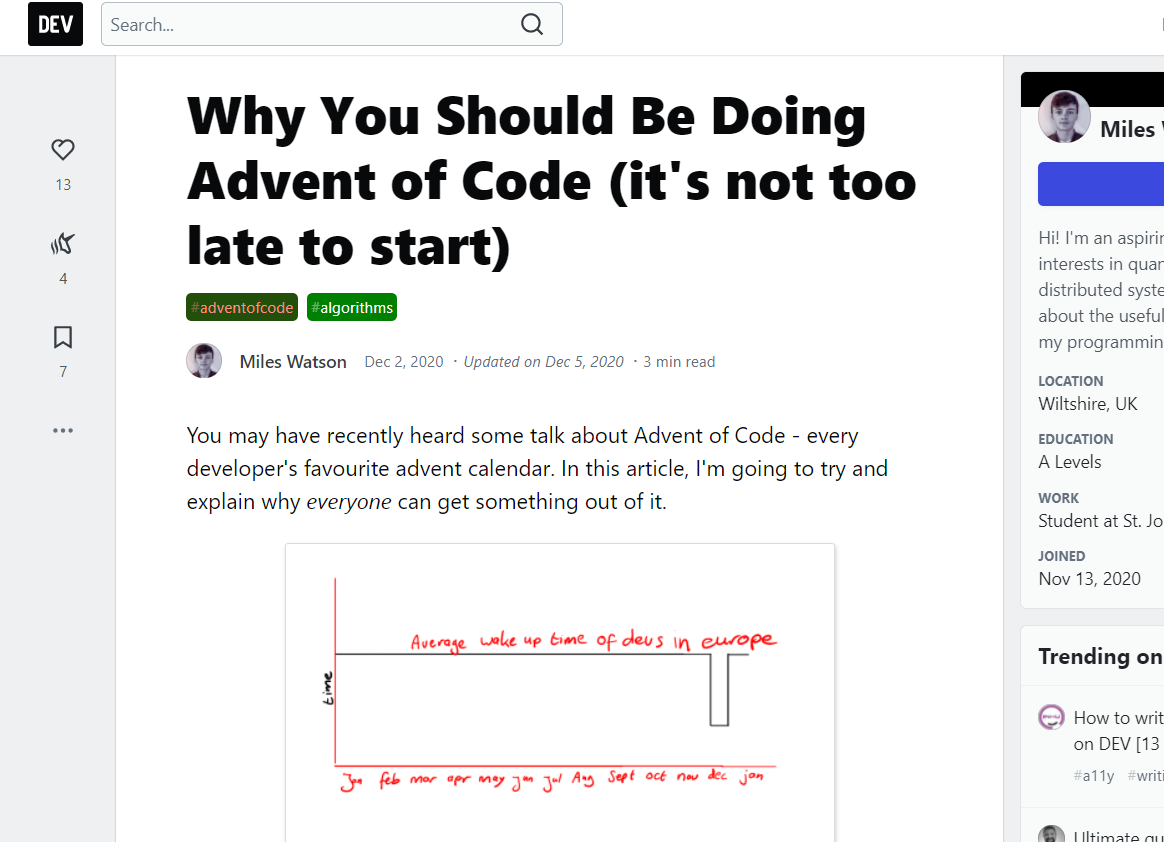 DEV
Search...
Why You Should Be Doing
Advent of Code (it's not too
late to start)
#adventofcode #algorithms
Miles Watson Dec 2, 2020 · Updated on Dec 5, 2020 · 3 min read
You may have recently heard some talk about Advent of Code - every
developer's favourite advent calendar. In this article, I'm going to try and
explain why everyone can get something out of it.
Average wake up time of devs in europe
time
Jan feb mar apr may jun Jul Aug Sept oct nov dec jan
13
4
7
Miles
Hi! I'm an aspirin
interests in quan
distributed syste
about the useful
my programmin
LOCATION
Wiltshire, UK
EDUCATION
A Levels
WORK
Student at St. Jo
JOINED
Nov 13, 2020
Trending on
How to writ
on DEV [13
#a11y #writi
Ultimate gu